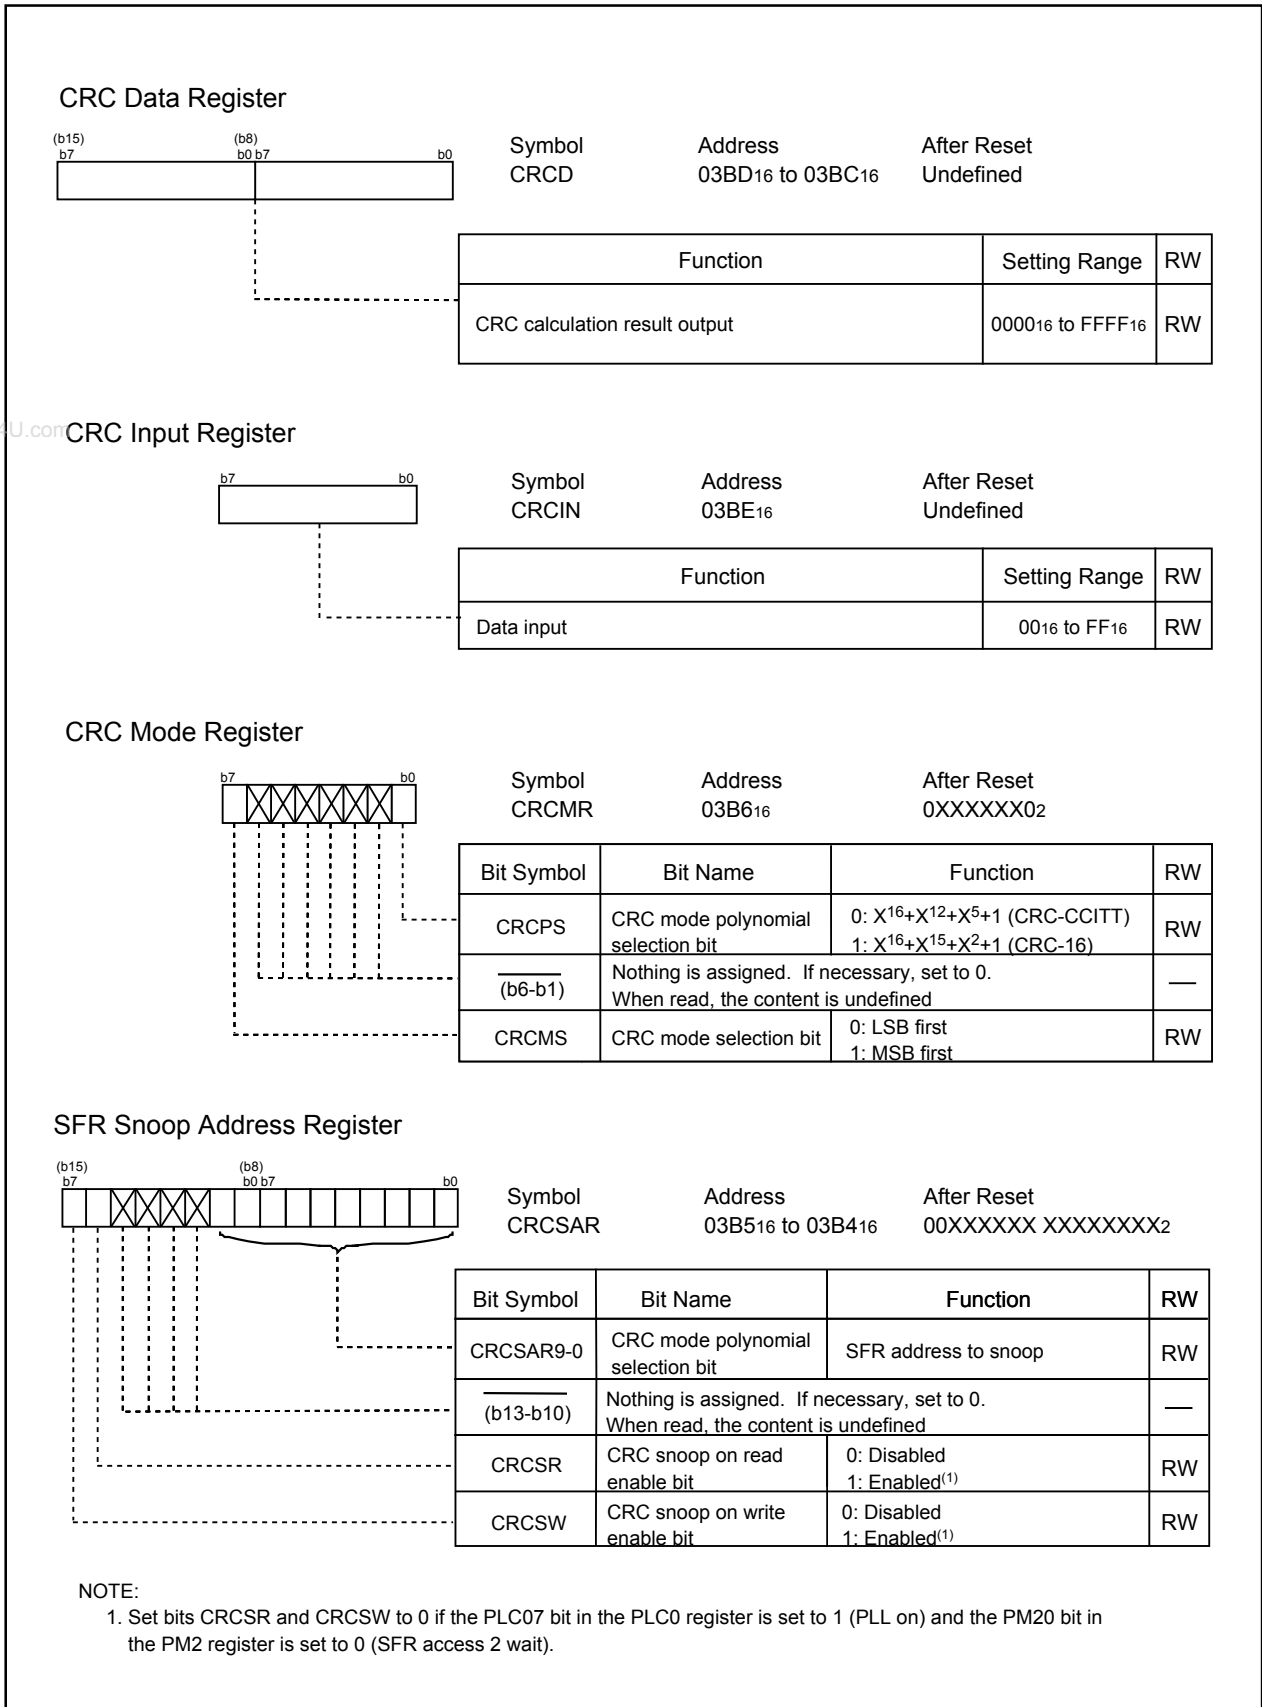 CRC Data Register
(b15) (b8)
b7 b0 b7 b0
Symbol Address After Reset
CRCD 03BD16 to 03BC16 Undefined
Function Setting Range RW
CRC calculation result output 000016 to FFFF16 RW
4U.com
CRC Input Register
b7 b0
Symbol Address After Reset
CRCIN 03BE16 Undefined
Function Setting Range RW
Data input 0016 to FF16 RW
CRC Mode Register
b7 b0
Symbol Address After Reset
CRCMR 03B616 0XXXXXX02
Bit Symbol Bit Name Function RW
CRCPS CRC mode polynomial selection bit 0: X16+X12+X5+1 (CRC-CCITT) RW
1: X16+X15+X2+1 (CRC-16)
(b6-b1) Nothing is assigned. If necessary, set to 0. —
When read, the content is undefined
CRCMS CRC mode selection bit 0: LSB first RW
1: MSB first
SFR Snoop Address Register
(b15) (b8)
b7 b0 b7 b0
Symbol Address After Reset
CRCSAR 03B516 to 03B416 00XXXXXX XXXXXXXX2
Bit Symbol Bit Name Function RW
CRCSAR9-0 CRC mode polynomial selection bit SFR address to snoop RW
(b13-b10) Nothing is assigned. If necessary, set to 0. —
When read, the content is undefined
CRCSR CRC snoop on read enable bit 0: Disabled RW
1: Enabled(1)
CRCSW CRC snoop on write enable bit 0: Disabled RW
1: Enabled(1)
NOTE:
1. Set bits CRCSR and CRCSW to 0 if the PLC07 bit in the PLC0 register is set to 1 (PLL on) and the PM20 bit in
the PM2 register is set to 0 (SFR access 2 wait).